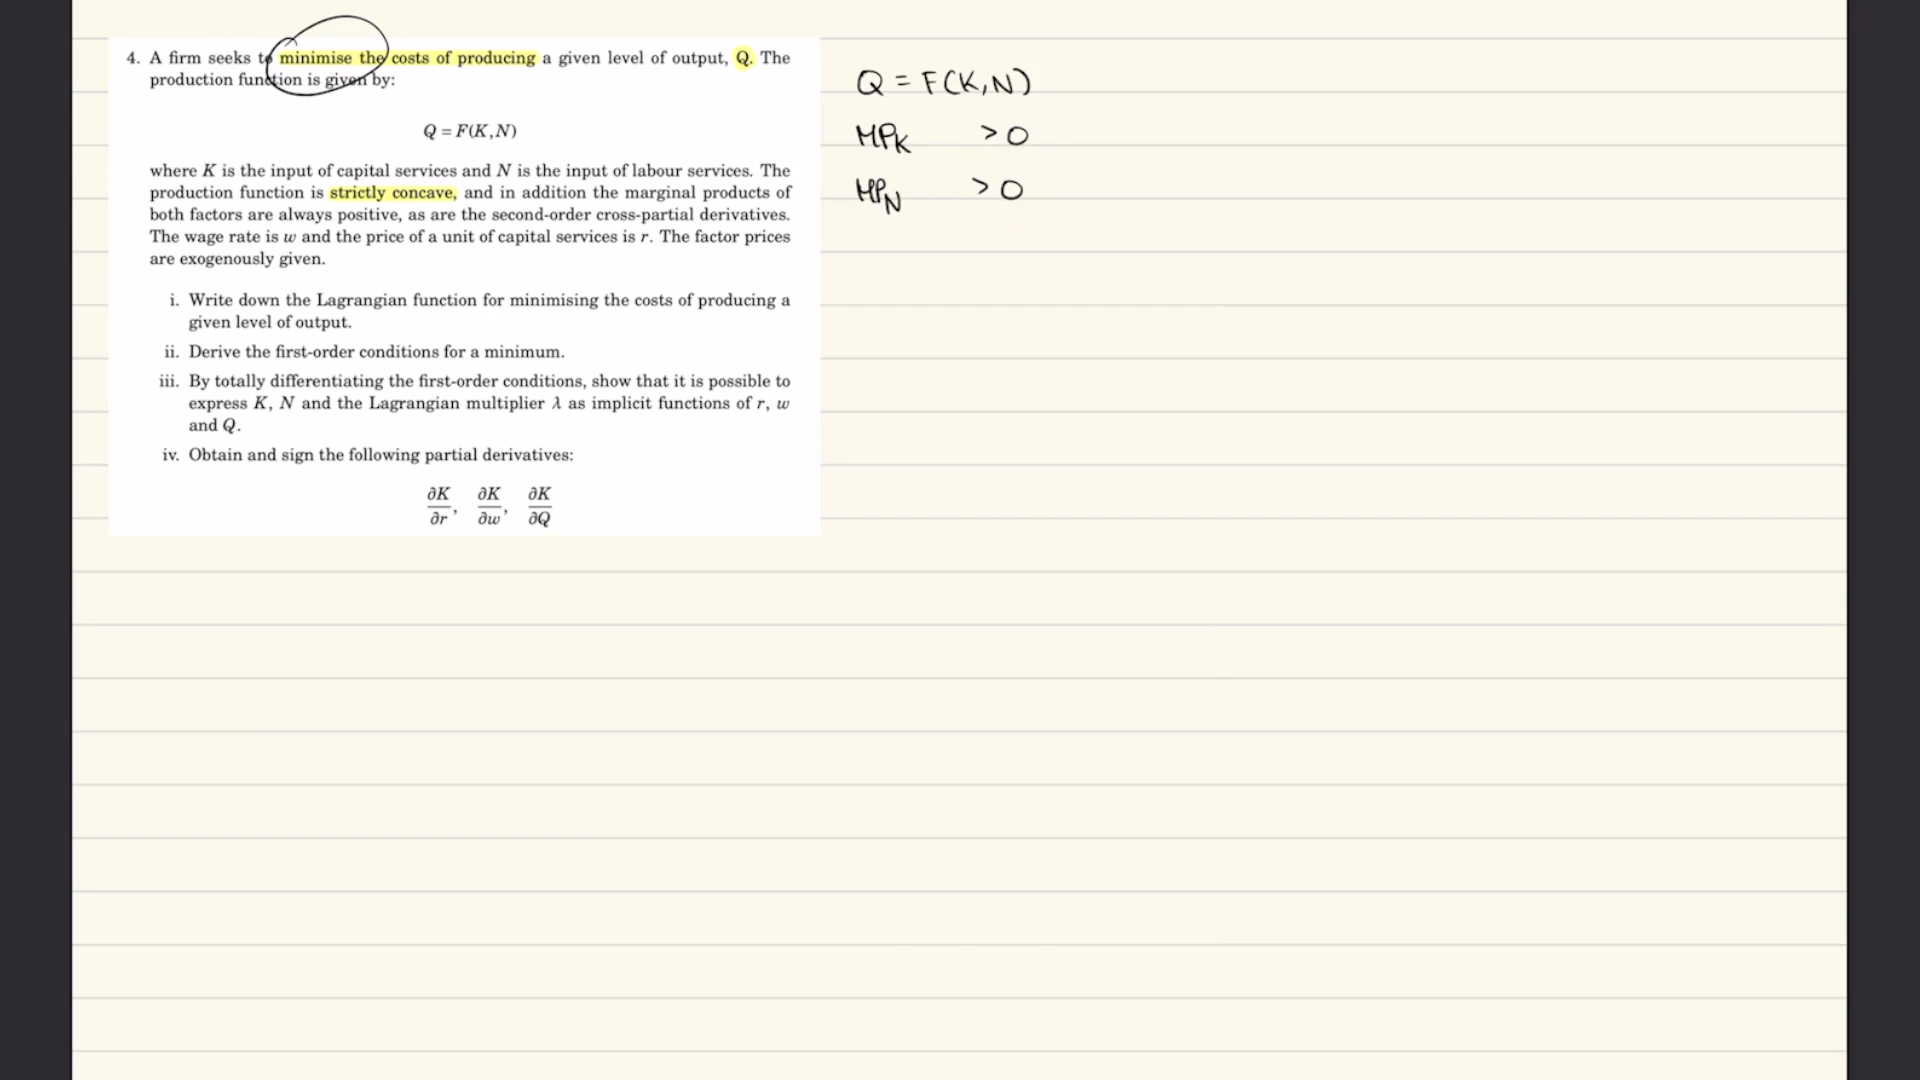 4. A firm seeks to minimise the costs of producing a given level of output, Q. The
production function is given by:
Q = F(K,N)
where K is the input of capital services and N is the input of labour services. The
production function is strictly concave, and in addition the marginal products of
both factors are always positive, as are the second-order cross-partial derivatives.
The wage rate is w and the price of a unit of capital services is r. The factor prices
are exogenously given.
i. Write down the Lagrangian function for minimising the costs of producing a
given level of output.
ii. Derive the first-order conditions for a minimum.
iii. By totally differentiating the first-order conditions, show that it is possible to
express K, N and the Lagrangian multiplier λ as implicit functions of r, w
and Q.
iv. Obtain and sign the following partial derivatives:
∂K/∂r, ∂K/∂w, ∂K/∂Q
Q = F(K,N)
MPK > 0
MPN > 0